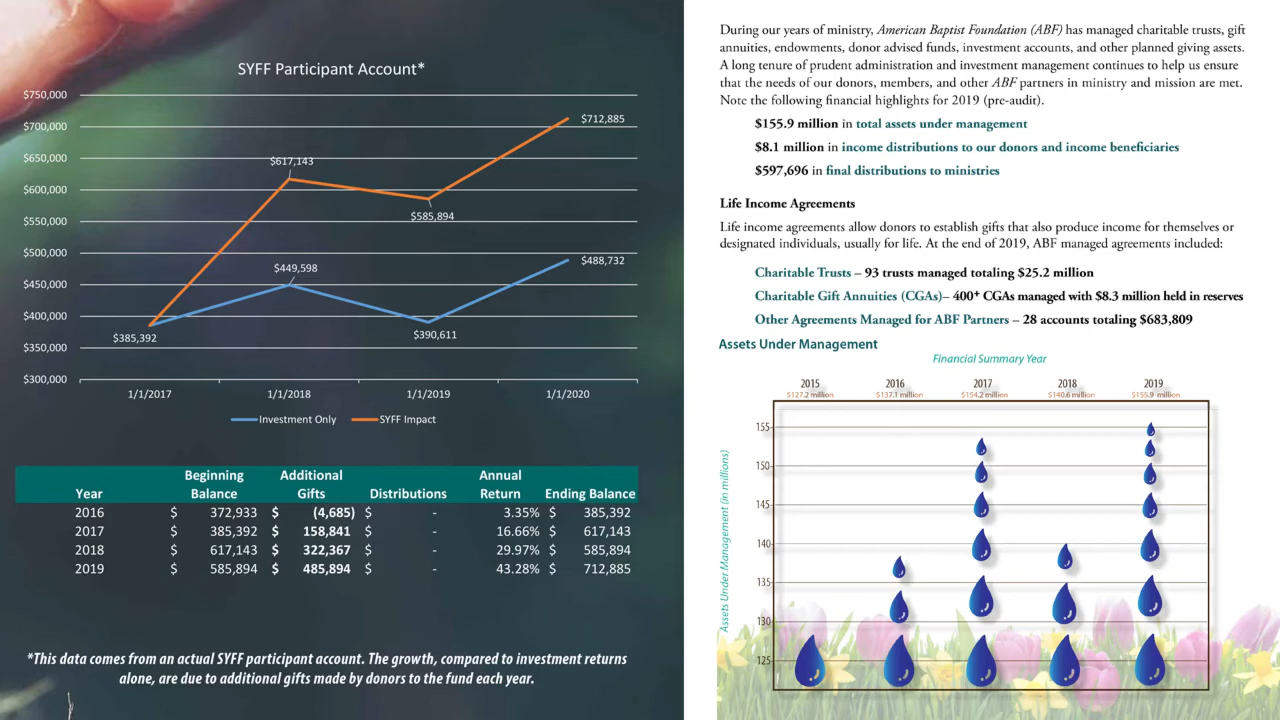 SYFF Participant Account*
$750,000
$700,000
$650,000
$600,000
$550,000
$500,000
$450,000
$400,000
$350,000
$300,000
$712,885
$617,143
$585,894
$488,732
$449,598
$390,611
$385,392
1/1/2017 1/1/2018 1/1/2019 1/1/2020
Investment Only SYFF Impact
Beginning Additional Annual
Year Balance Gifts Distributions Return Ending Balance
2016 $ 372,933 $ (4,685) $ - 3.35% $ 385,392
2017 $ 385,392 $ 158,841 $ - 16.66% $ 617,143
2018 $ 617,143 $ 322,367 $ - 29.97% $ 585,894
2019 $ 585,894 $ 485,894 $ - 43.28% $ 712,885
*This data comes from an actual SYFF participant account. The growth, compared to investment returns
alone, are due to additional gifts made by donors to the fund each year.
During our years of ministry, American Baptist Foundation (ABF) has managed charitable trusts, gift
annuities, endowments, donor advised funds, investment accounts, and other planned giving assets.
A long tenure of prudent administration and investment management continues to help us ensure
that the needs of our donors, members, and other ABF partners in ministry and mission are met.
Note the following financial highlights for 2019 (pre-audit).
$155.9 million in total assets under management
$8.1 million in income distributions to our donors and income beneficiaries
$597,696 in final distributions to ministries
Life Income Agreements
Life income agreements allow donors to establish gifts that also produce income for themselves or
designated individuals, usually for life. At the end of 2019, ABF managed agreements included:
Charitable Trusts – 93 trusts managed totaling $25.2 million
Charitable Gift Annuities (CGAs)– 400+ CGAs managed with $8.3 million held in reserves
Other Agreements Managed for ABF Partners – 28 accounts totaling $683,809
Assets Under Management
Financial Summary Year
2015 2016 2017 2018 2019
$127.2 million $137.1 million $154.2 million $140.6 million $155.9 million
Assets Under Management (in millions)
155
150
145
140
135
130
125